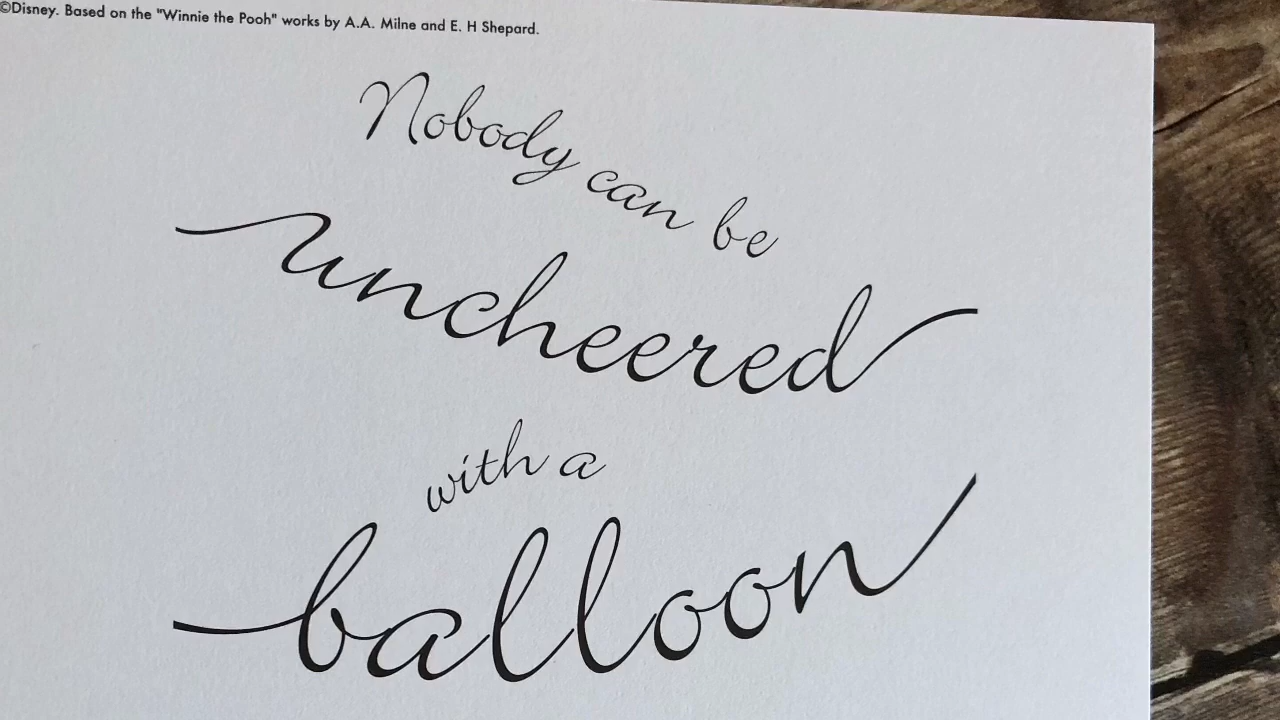 ©Disney. Based on the "Winnie the Pooh" works by A.A. Milne and E. H Shepard.
Nobody can be
uncheered
with a
balloon